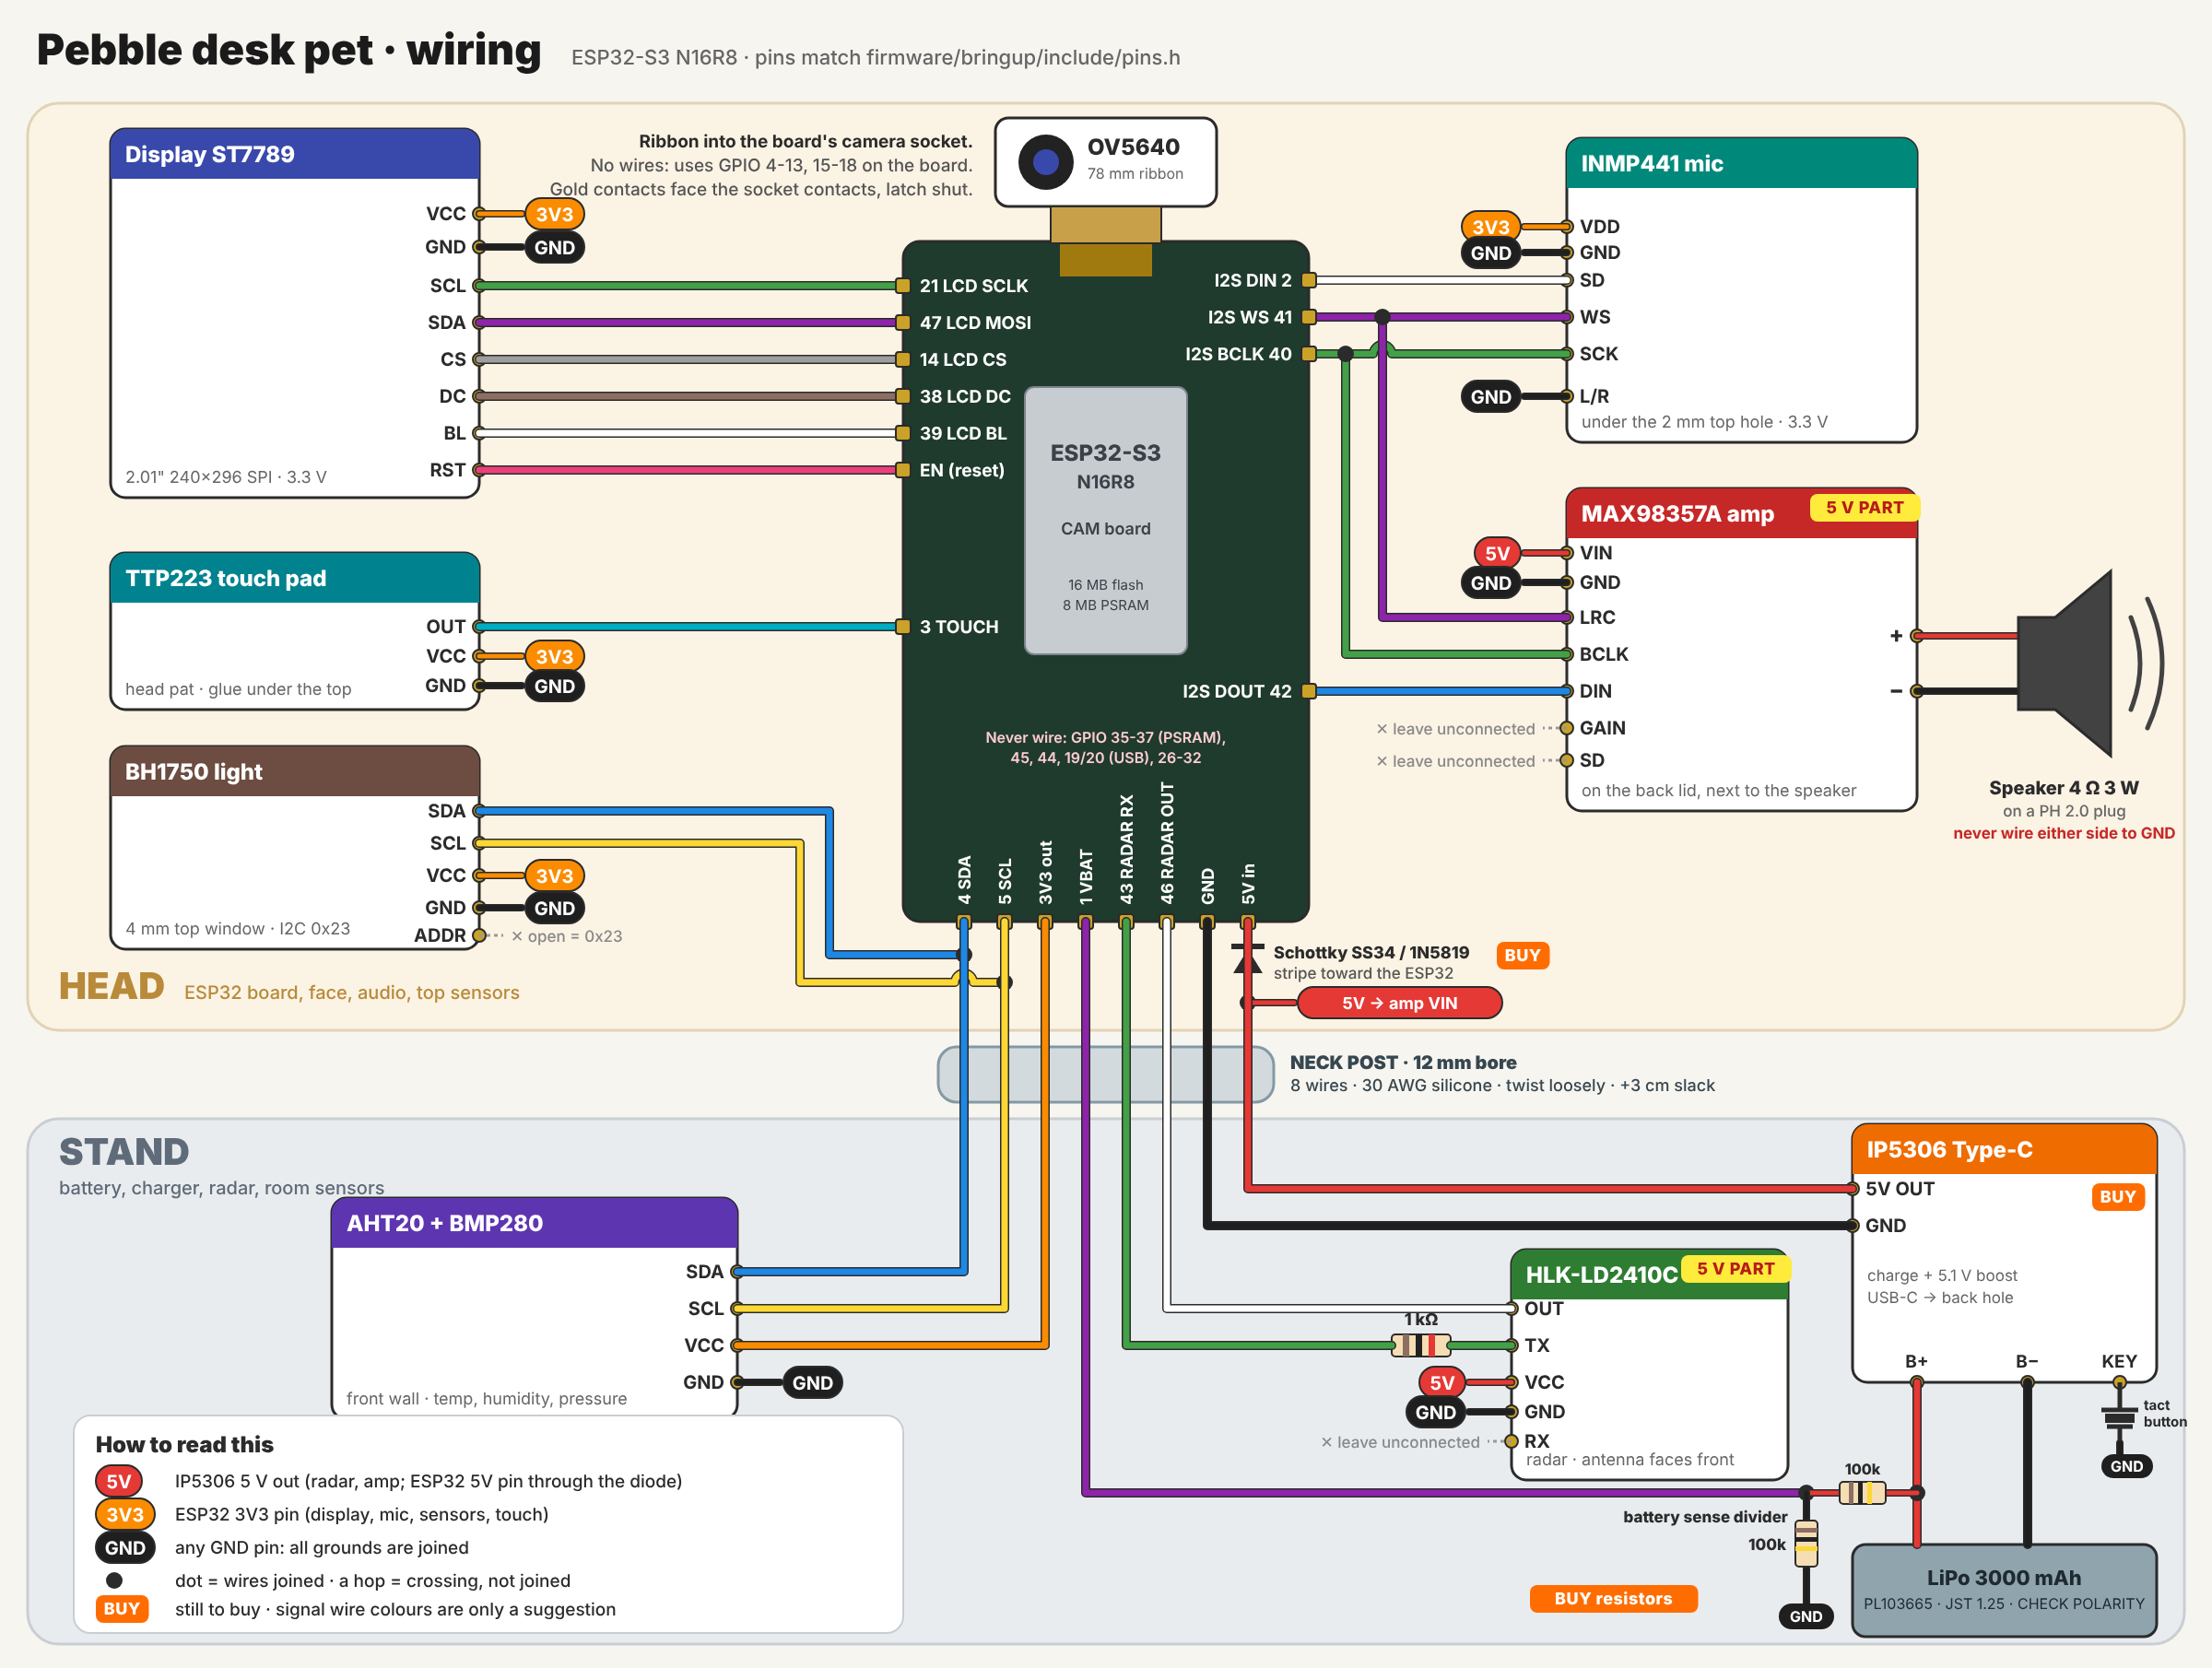 Pebble desk pet · wiring
ESP32-S3 N16R8 · pins match firmware/bringup/include/pins.h
Display ST7789
VCC
3V3
GND
GND
SCL
SDA
CS
DC
BL
RST
2.01" 240×296 SPI · 3.3 V
Ribbon into the board's camera socket.
No wires: uses GPIO 4-13, 15-18 on the board.
Gold contacts face the socket contacts, latch shut.
OV5640
78 mm ribbon
21 LCD SCLK
47 LCD MOSI
14 LCD CS
38 LCD DC
39 LCD BL
EN (reset)
3 TOUCH
I2S DIN 2
I2S WS 41
I2S BCLK 40
I2S DOUT 42
ESP32-S3
N16R8
CAM board
16 MB flash
8 MB PSRAM
Never wire: GPIO 35-37 (PSRAM),
45, 44, 19/20 (USB), 26-32
4 SDA
5 SCL
3V3 out
1 VBAT
43 RADAR RX
46 RADAR OUT
GND
5V in
INMP441 mic
3V3
VDD
GND
GND
SD
WS
SCK
GND
L/R
under the 2 mm top hole · 3.3 V
MAX98357A amp
5 V PART
5V
VIN
GND
GND
LRC
BCLK
DIN
✕ leave unconnected
GAIN
✕ leave unconnected
SD
on the back lid, next to the speaker
+
−
Speaker 4 Ω 3 W
on a PH 2.0 plug
never wire either side to GND
TTP223 touch pad
OUT
VCC
3V3
GND
GND
head pat · glue under the top
BH1750 light
SDA
SCL
VCC
3V3
GND
GND
ADDR
✕ open = 0x23
4 mm top window · I2C 0x23
HEAD
ESP32 board, face, audio, top sensors
Schottky SS34 / 1N5819
stripe toward the ESP32
BUY
5V → amp VIN
NECK POST · 12 mm bore
8 wires · 30 AWG silicone · twist loosely · +3 cm slack
STAND
battery, charger, radar, room sensors
AHT20 + BMP280
SDA
SCL
VCC
GND
GND
front wall · temp, humidity, pressure
IP5306 Type-C
5V OUT
BUY
GND
charge + 5.1 V boost
USB-C → back hole
B+
B−
KEY
tact
button
GND
HLK-LD2410C
5 V PART
OUT
1 kΩ
TX
5V
VCC
GND
GND
✕ leave unconnected
RX
radar · antenna faces front
100k
battery sense divider
100k
BUY resistors
GND
LiPo 3000 mAh
PL103665 · JST 1.25 · CHECK POLARITY
How to read this
5V
IP5306 5 V out (radar, amp; ESP32 5V pin through the diode)
3V3
ESP32 3V3 pin (display, mic, sensors, touch)
GND
any GND pin: all grounds are joined
dot = wires joined · a hop = crossing, not joined
BUY
still to buy · signal wire colours are only a suggestion